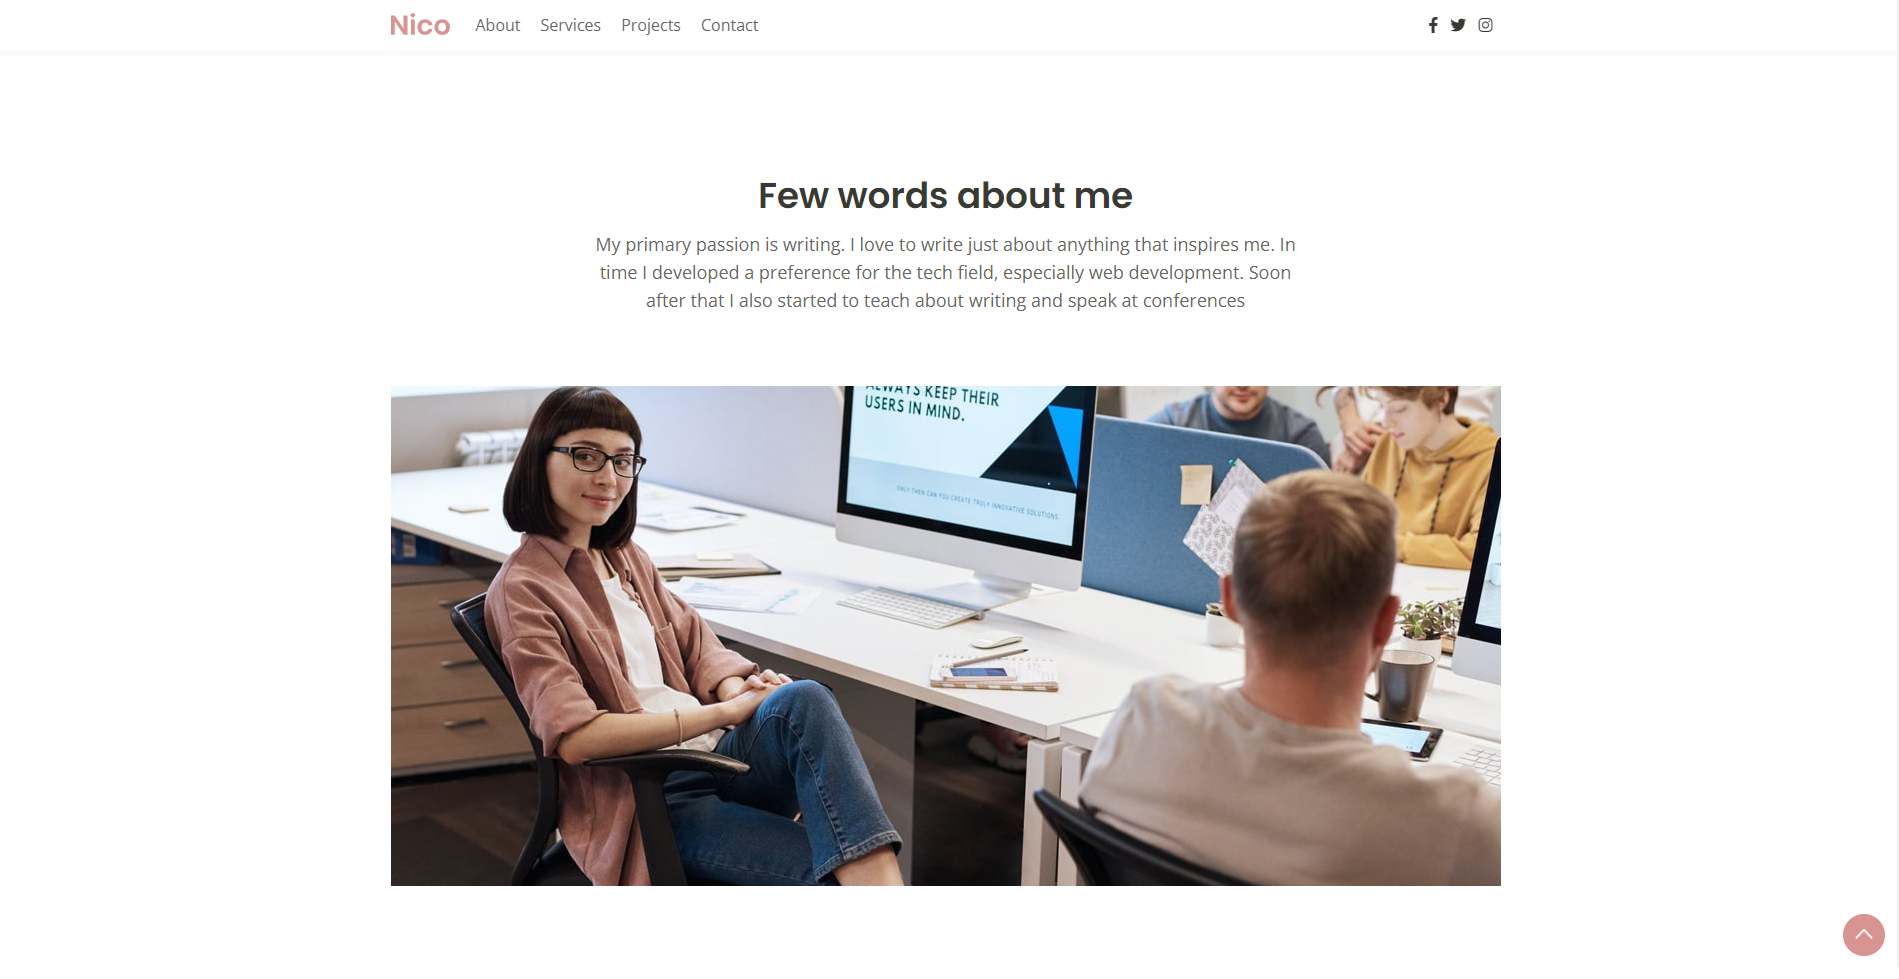 Nico
About
Services
Projects
Contact
Few words about me
My primary passion is writing. I love to write just about anything that inspires me. In
time I developed a preference for the tech field, especially web development. Soon
after that I also started to teach about writing and speak at conferences
ALWAYS KEEP THEIR
USERS IN MIND.
ONLY THEN CAN YOU CREATE TRULY INNOVATIVE SOLUTIONS